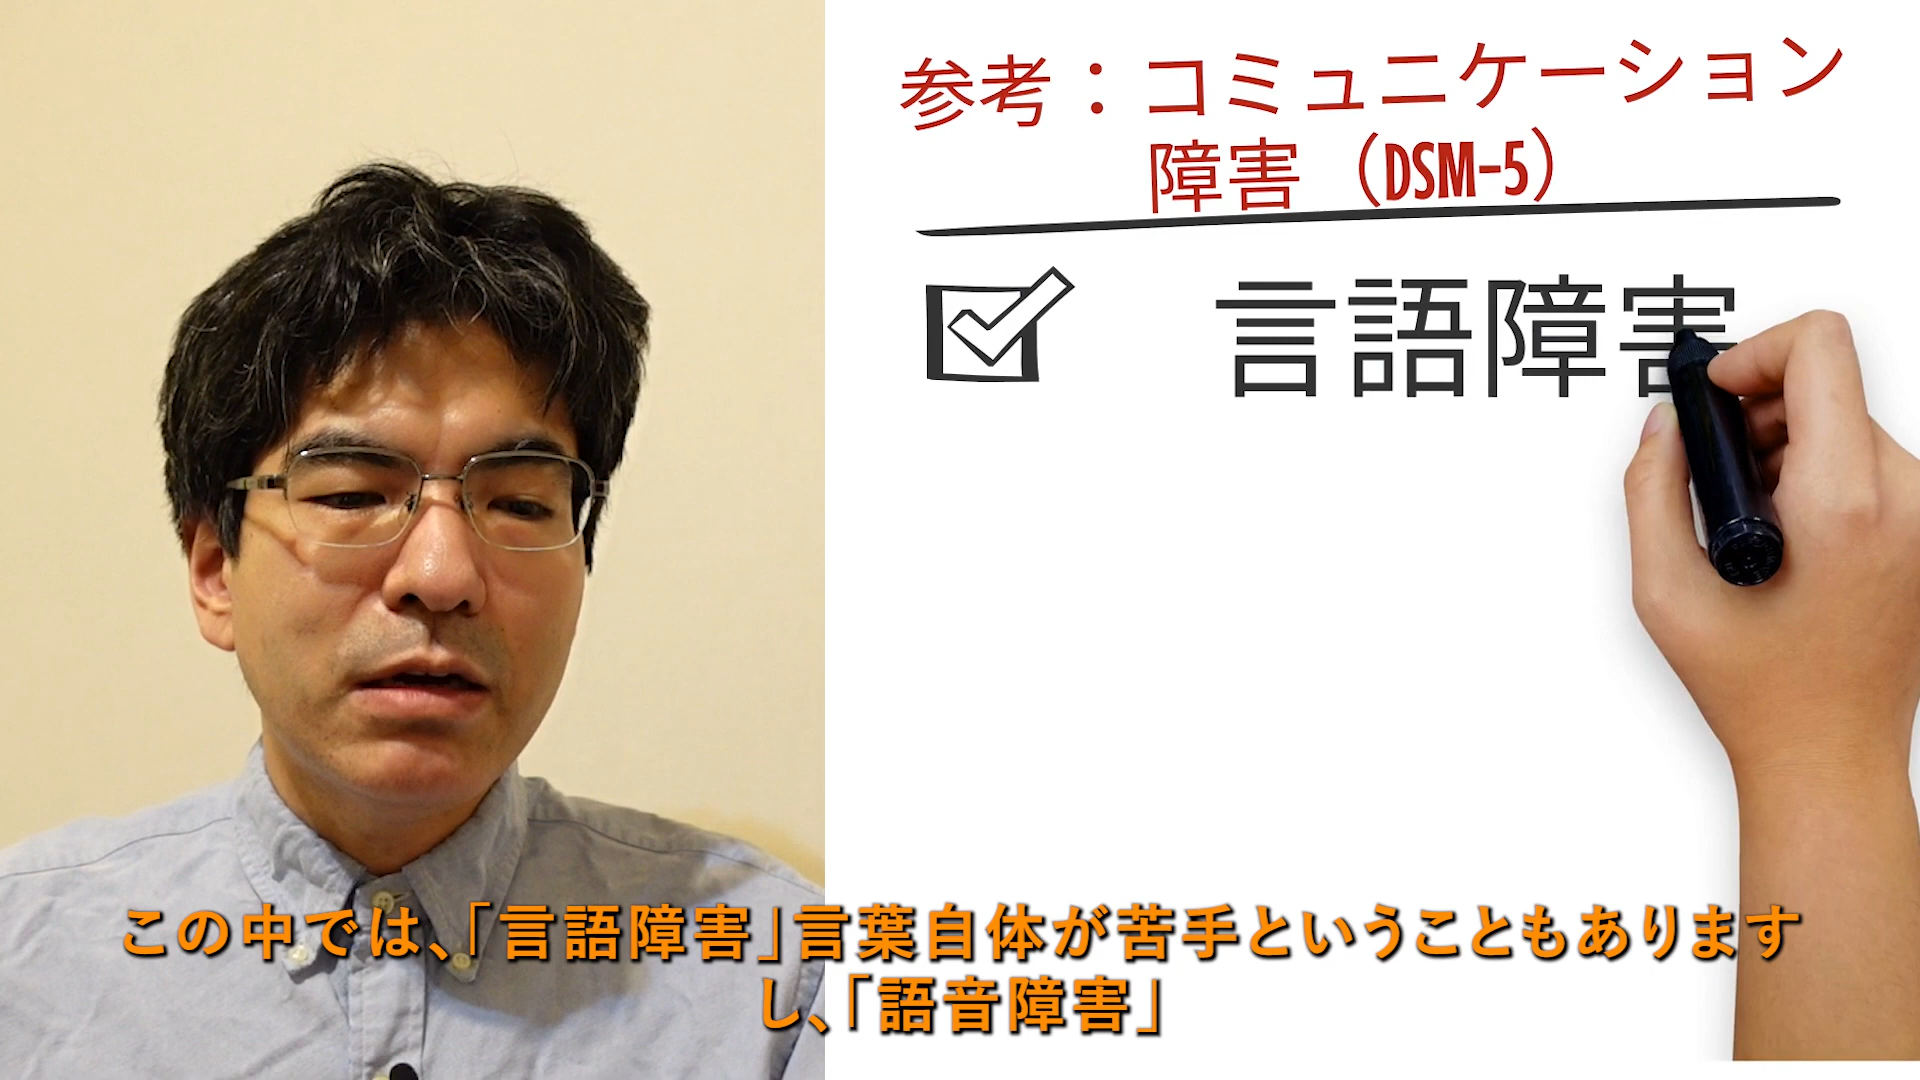 参考：コミュニケーション
障害（DSM-5）
言語障害
この中では、「言語障害」言葉自体が苦手ということもあります
し、「語音障害」